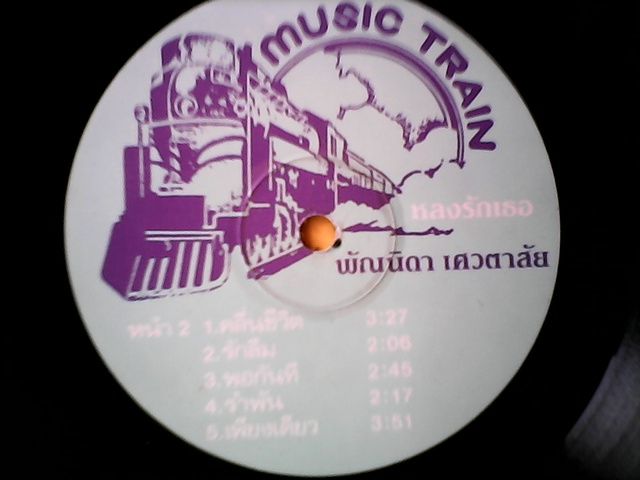 MUSIC TRAIN
หลงรักเธอ
พัณนิดา เศวตาสัย
หน้า 2 1.คลื่นชีวิต 3:27
2.รักลืม 2:06
3.พอกันที 2:45
4.รำพัน 2:17
5.เพียงเดียว 3:51